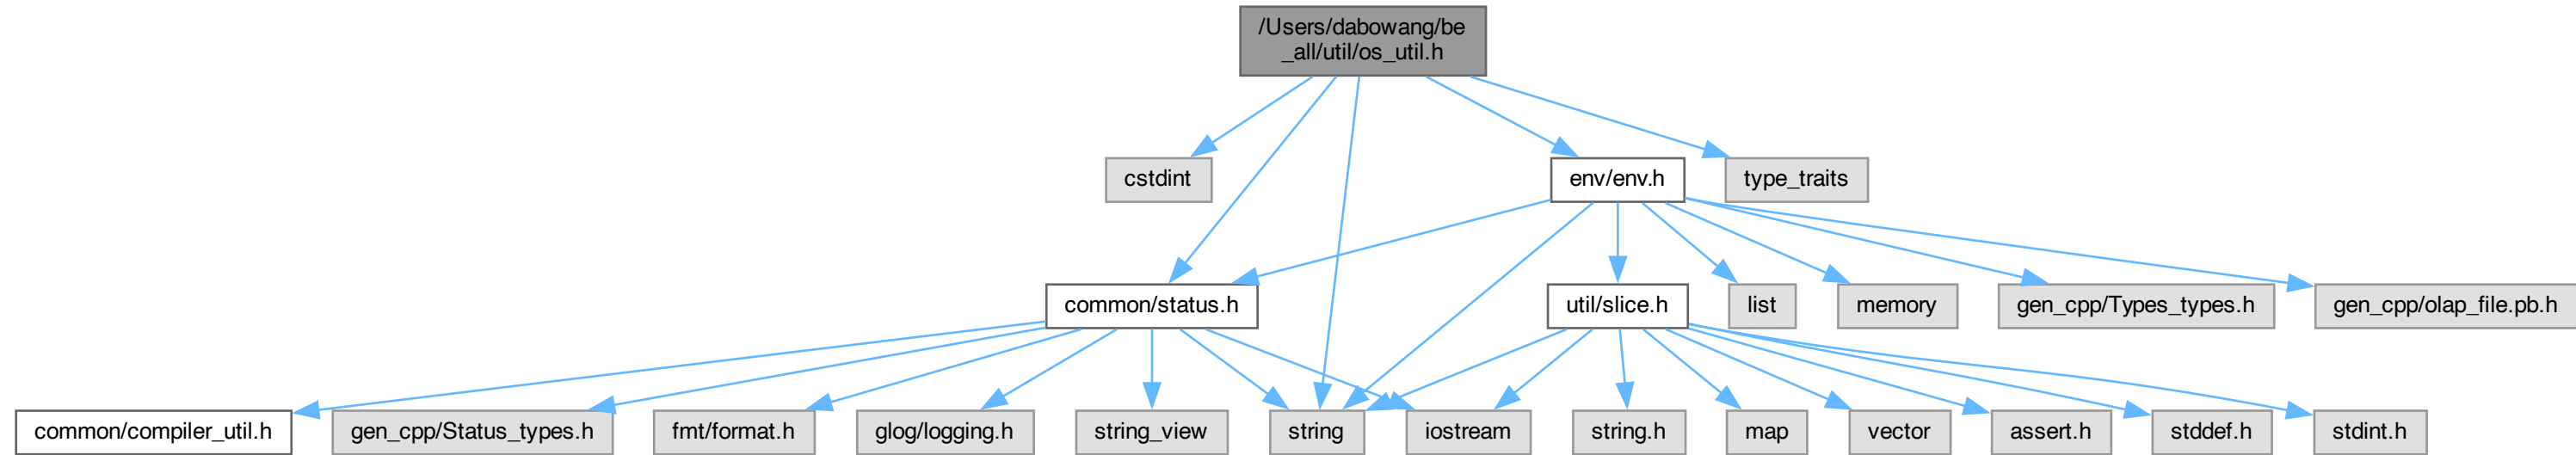 /Users/dabowang/be
_all/util/os_util.h
cstdint
env/env.h
type_traits
common/status.h
util/slice.h
list
memory
gen_cpp/Types_types.h
gen_cpp/olap_file.pb.h
common/compiler_util.h
gen_cpp/Status_types.h
fmt/format.h
glog/logging.h
string_view
string
iostream
string.h
map
vector
assert.h
stddef.h
stdint.h